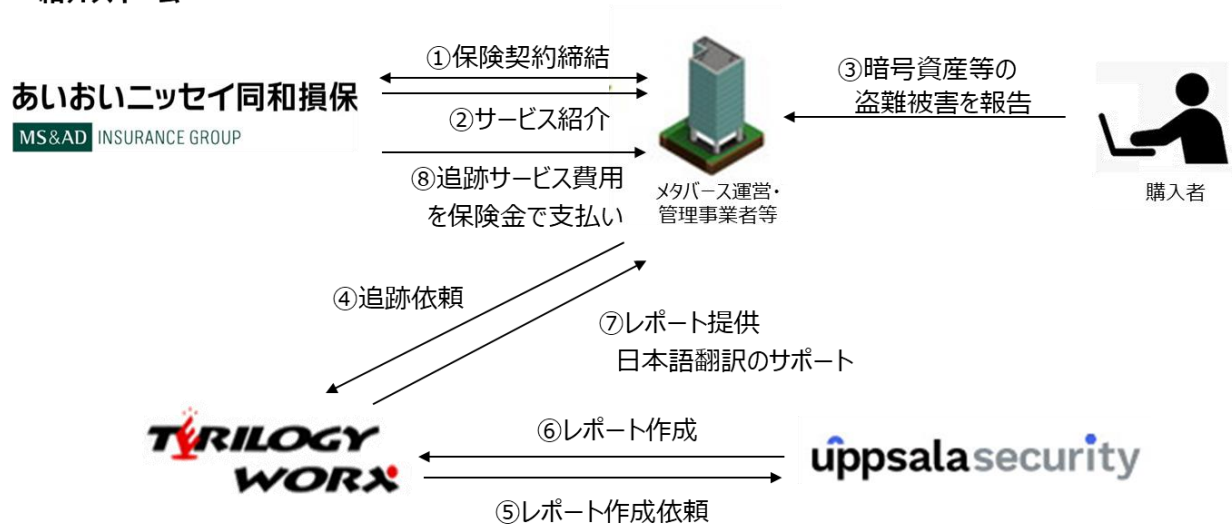 ①保険契約締結
あいおいニッセイ同和損保
MS&AD INSURANCE GROUP
②サービス紹介
⑧追跡サービス費用
を保険金で支払い
メタバース運営・
管理事業者等
③暗号資産等の
盗難被害を報告
購入者
④追跡依頼
⑦レポート提供
日本語翻訳のサポート
TERILOGY
WORX
⑥レポート作成
⑤レポート作成依頼
uppsalasecurity